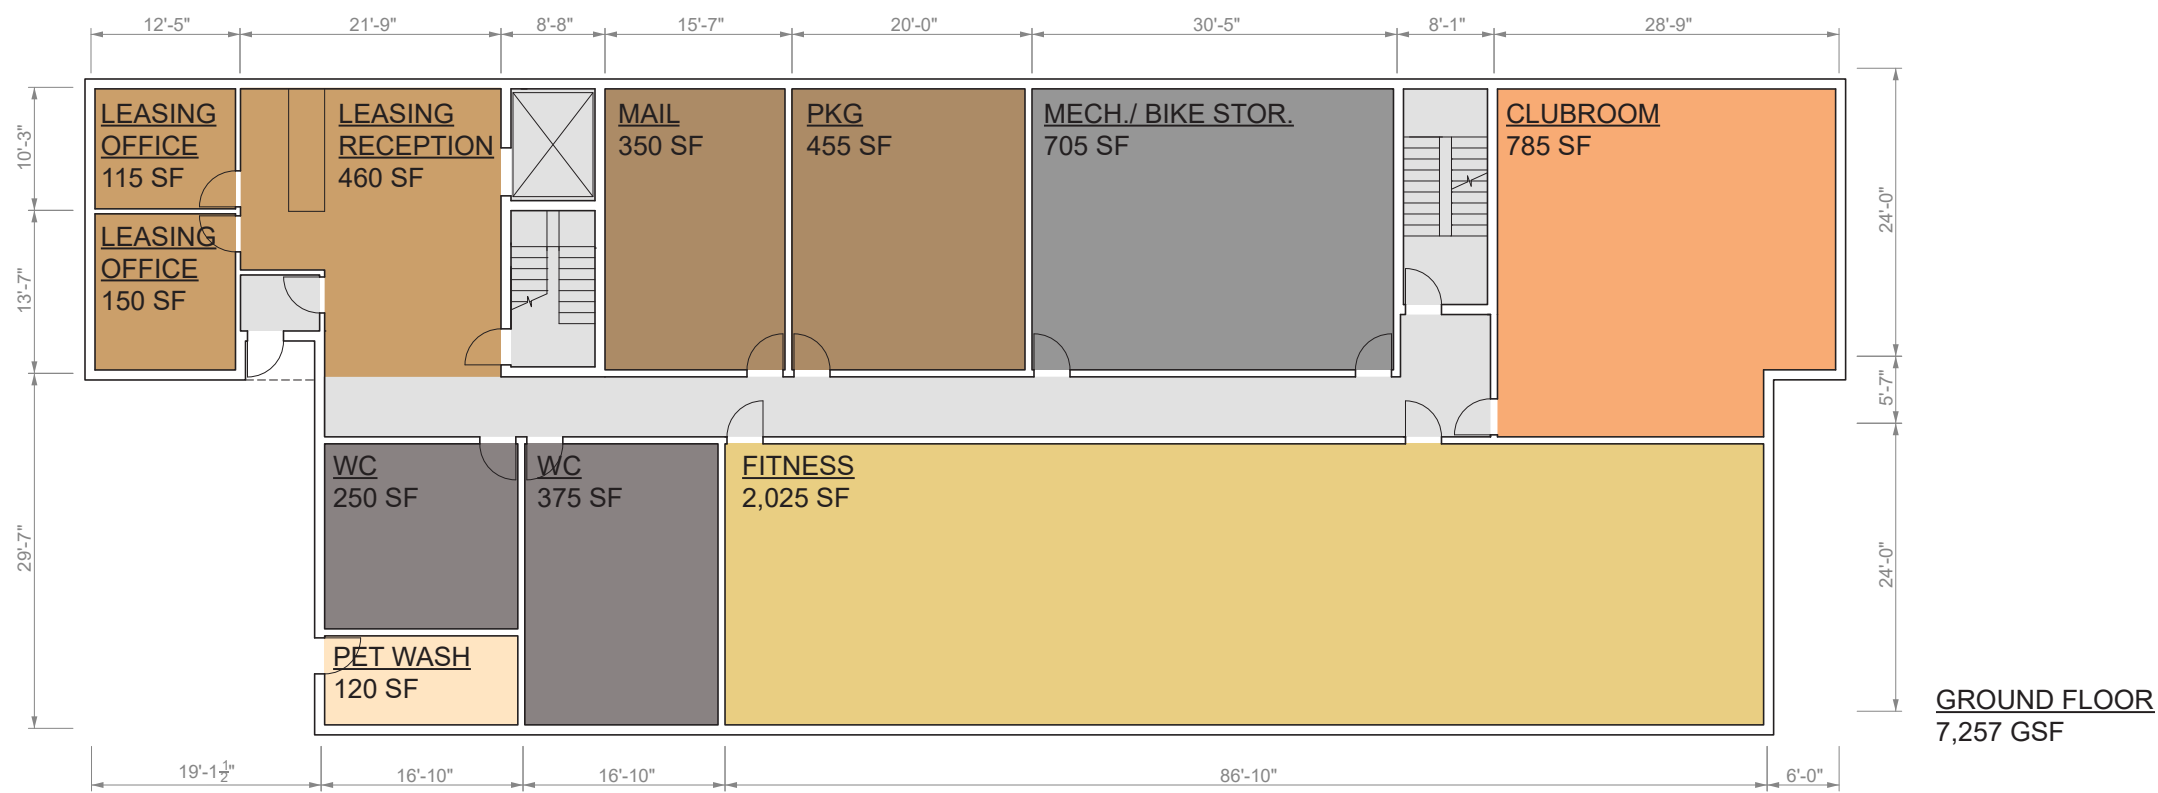 12'-5"
21'-9"
8'-8"
15'-7"
20'-0"
30'-5"
8'-1"
28'-9"
10'-3"
13'-7"
29'-7"
LEASING
OFFICE
115 SF
LEASING
RECEPTION
460 SF
MAIL
350 SF
PKG
455 SF
MECH./ BIKE STOR.
705 SF
CLUBROOM
785 SF
LEASING
OFFICE
150 SF
WC
250 SF
WC
375 SF
FITNESS
2,025 SF
PET WASH
120 SF
24'-0"
5'-7"
24'-0"
GROUND FLOOR
7,257 GSF
19'-1½"
16'-10"
16'-10"
86'-10"
6'-0"